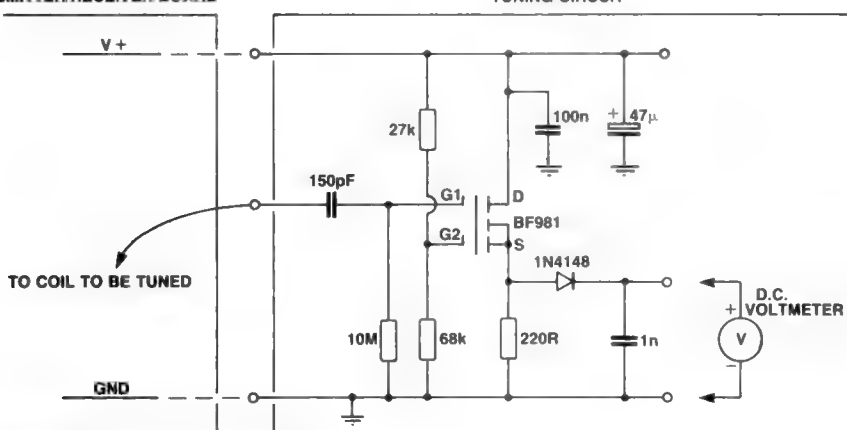 TUNING CIRCUIT
V +
100n
+ 47µ
27k
150pF
G1
D
BF981
G2
S
1N4148
TO COIL TO BE TUNED
D.C.
VOLTMETER
+
V
−
10M
68k
220R
1n
GND